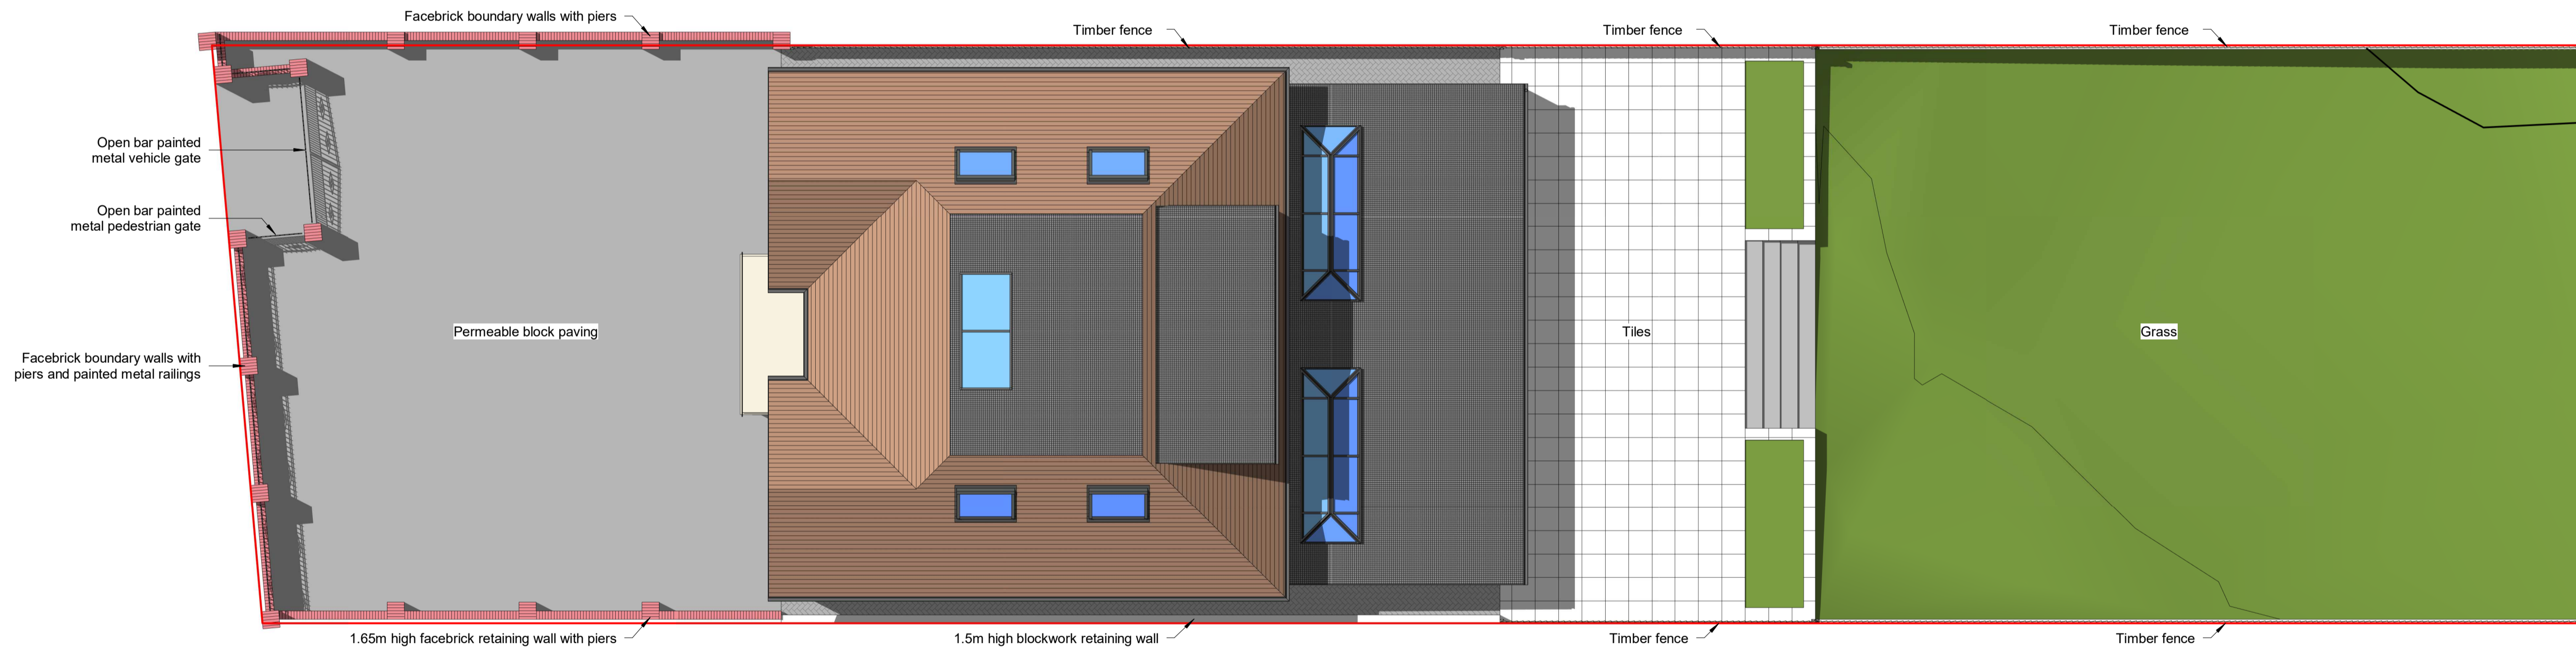 Facebrick boundary walls with piers
Timber fence
Timber fence
Timber fence
Open bar painted
metal vehicle gate
Open bar painted
metal pedestrian gate
Permeable block paving
Tiles
Grass
Facebrick boundary walls with
piers and painted metal railings
1.65m high facebrick retaining wall with piers
1.5m high blockwork retaining wall
Timber fence
Timber fence